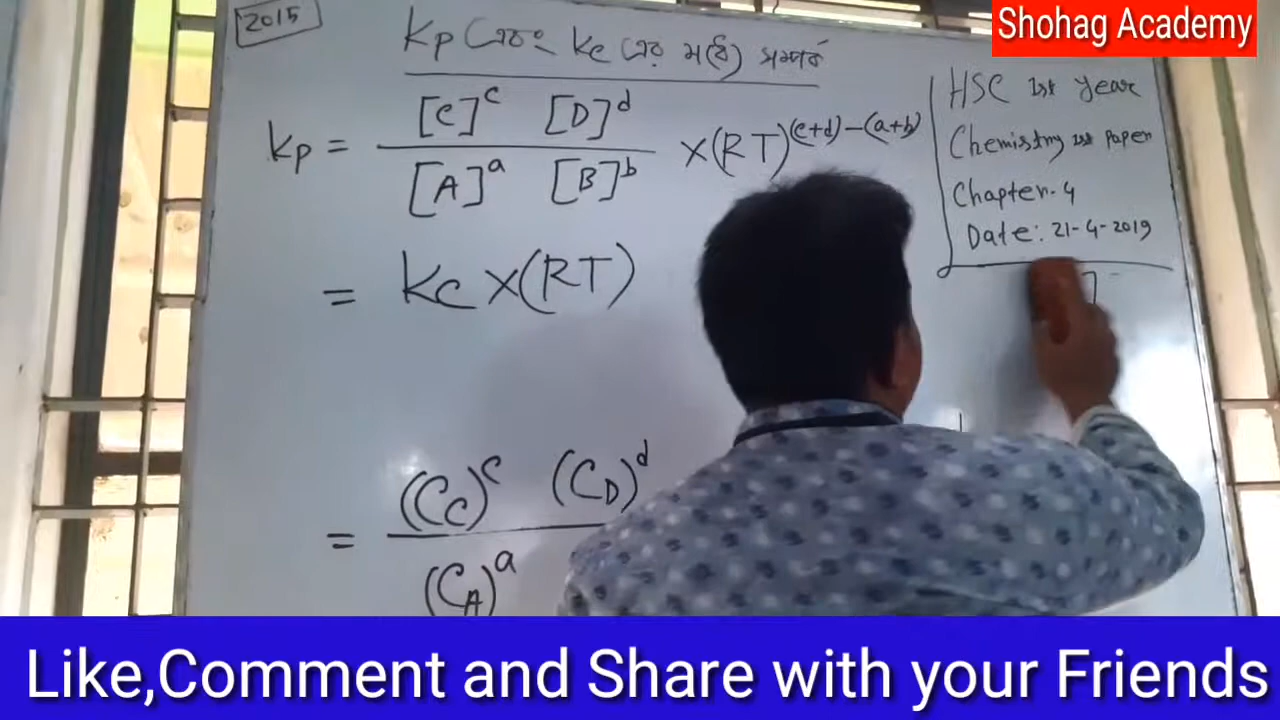 Shohag Academy
2015
Kp এবং Kc এর মধ্যে সম্পর্ক
HSC 1st Year
Chemistry 1st Paper
Chapter-4
Date: 21-4-2019
Kp = [C]^c [D]^d / [A]^a [B]^b ×(RT)^(c+d)-(a+b)
= Kc ×(RT)
= (C_C)^c (C_D)^d
(C_A)^a
Like,Comment and Share with your Friends